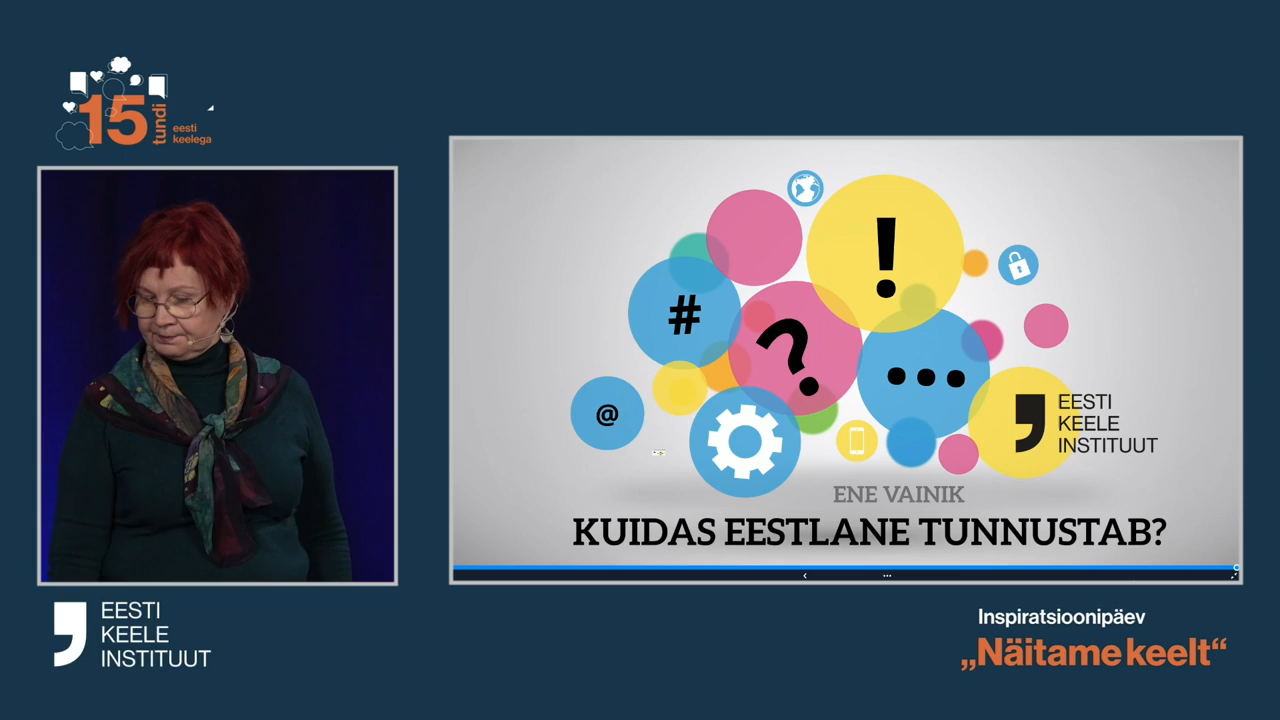 15
tundi
eesti
keelega
!
#
?
...
@
EESTI
KEELE
INSTITUUT
ENE VAINIK
KUIDAS EESTLANE TUNNUSTAB?
EESTI
KEELE
INSTITUUT
Inspiratsioonipäev
„Näitame keelt“